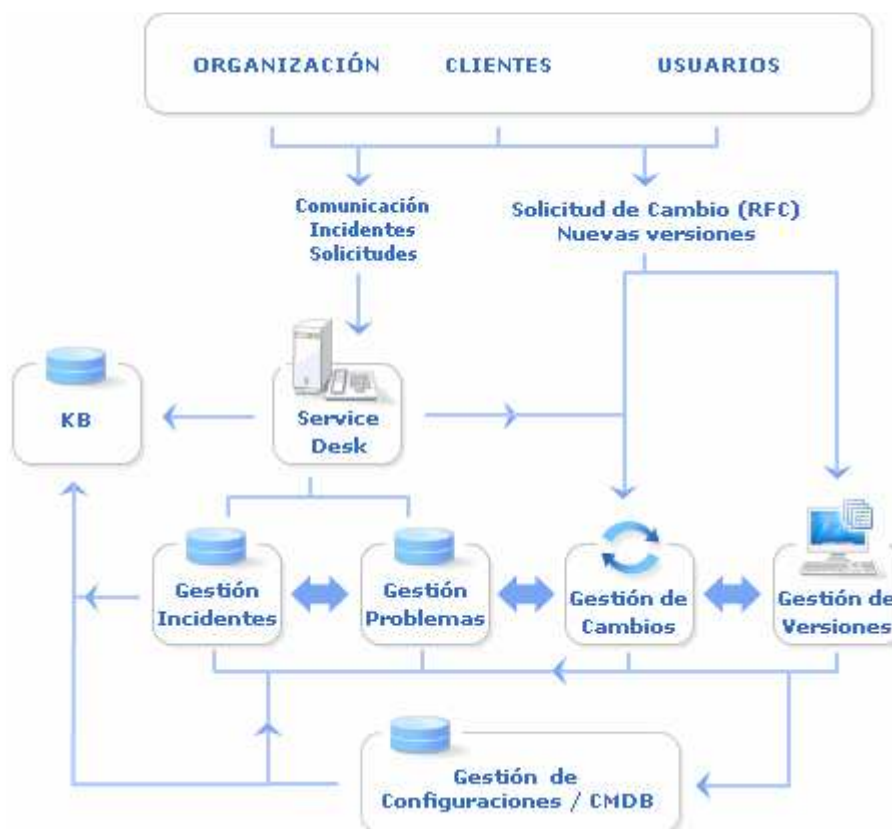 ORGANIZACIÓN CLIENTES USUARIOS
Comunicación
Incidentes
Solicitudes
Solicitud de Cambio (RFC)
Nuevas versiones
KB
Service
Desk
Gestión
Incidentes
Gestión
Problemas
Gestión de
Cambios
Gestión de
Versiones
Gestión de
Configuraciones / CMDB